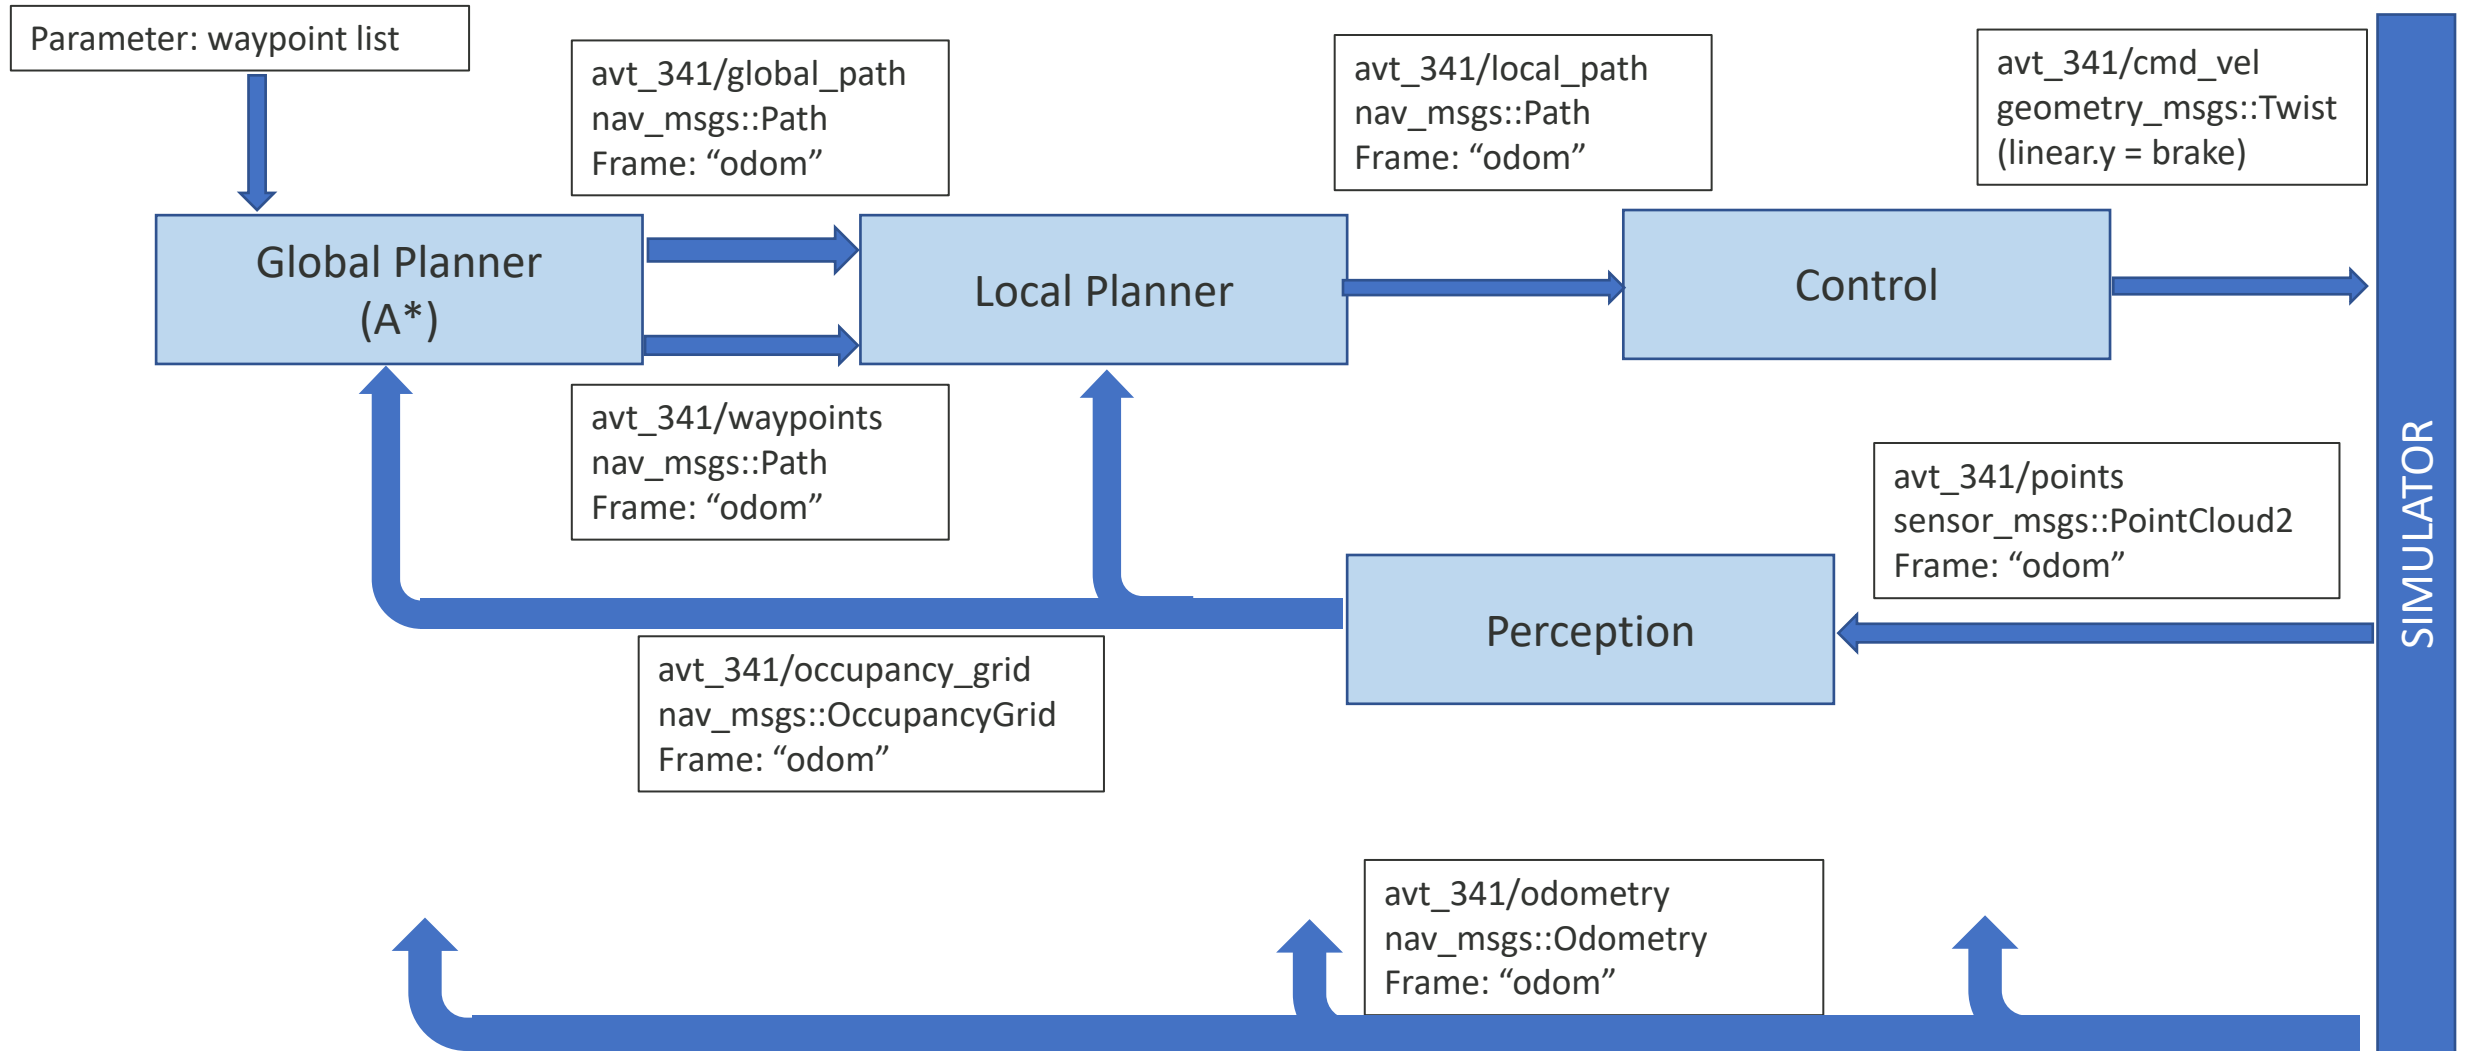 Parameter: waypoint list
avt_341/global_path
nav_msgs::Path
Frame: “odom”
avt_341/local_path
nav_msgs::Path
Frame: “odom”
avt_341/cmd_vel
geometry_msgs::Twist
(linear.y = brake)
Global Planner
(A*)
Local Planner
Control
avt_341/waypoints
nav_msgs::Path
Frame: “odom”
avt_341/points
sensor_msgs::PointCloud2
Frame: “odom”
SIMULATOR
Perception
avt_341/occupancy_grid
nav_msgs::OccupancyGrid
Frame: “odom”
avt_341/odometry
nav_msgs::Odometry
Frame: “odom”